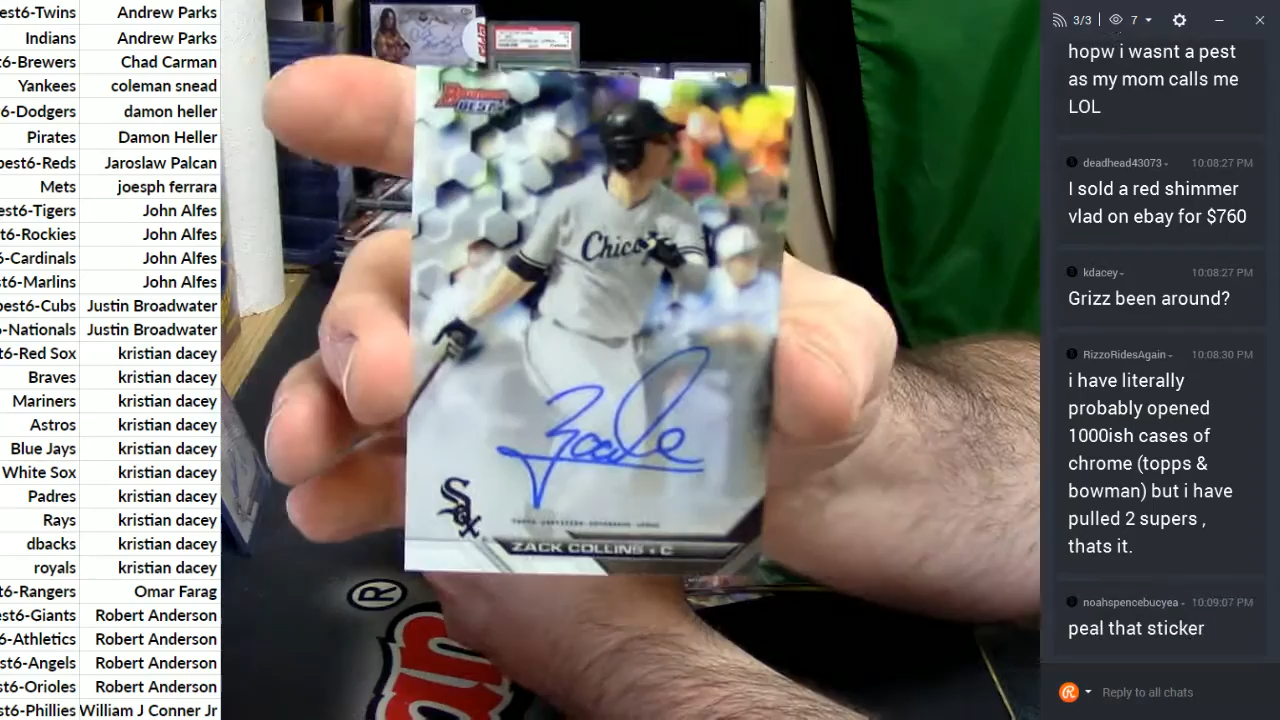 st6-Twins Andrew Parks
Indians Andrew Parks
t6-Brewers Chad Carman
Yankees coleman snead
6-Dodgers damon heller
Pirates Damon Heller
best6-Reds Jaroslaw Palcan
Mets joesph ferrara
est6-Tigers John Alfes
t6-Rockies John Alfes
6-Cardinals John Alfes
st6-Marlins John Alfes
best6-Cubs Justin Broadwater
6-Nationals Justin Broadwater
t6-Red Sox kristian dacey
Braves kristian dacey
Mariners kristian dacey
Astros kristian dacey
Blue Jays kristian dacey
White Sox kristian dacey
Padres kristian dacey
Rays kristian dacey
dbacks kristian dacey
royals kristian dacey
t6-Rangers Omar Farag
est6-Giants Robert Anderson
6-Athletics Robert Anderson
st6-Angels Robert Anderson
st6-Orioles Robert Anderson
st6-Phillies William J Conner Jr
Bowman's
BEST
Chic
Sox
ZACK COLLINS • C
®
an
3/3 7
hopw i wasnt a pest
as my mom calls me
LOL
deadhead43073 10:08:27 PM
I sold a red shimmer
vlad on ebay for $760
kdacey 10:08:27 PM
Grizz been around?
RizzoRidesAgain 10:08:30 PM
i have literally
probably opened
1000ish cases of
chrome (topps &
bowman) but i have
pulled 2 supers ,
thats it.
noahspencebucyea 10:09:07 PM
peal that sticker
Reply to all chats